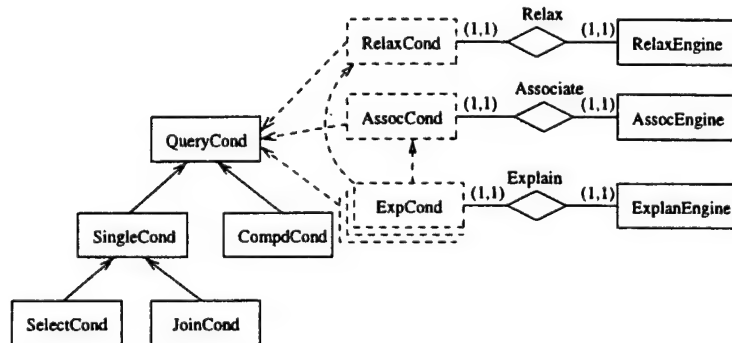 Relax
RelaxCond (1,1) (1,1) RelaxEngine
Associate
AssocCond (1,1) (1,1) AssocEngine
QueryCond
Explain
ExpCond (1,1) (1,1) ExplanEngine
SingleCond CompdCond
SelectCond JoinCond